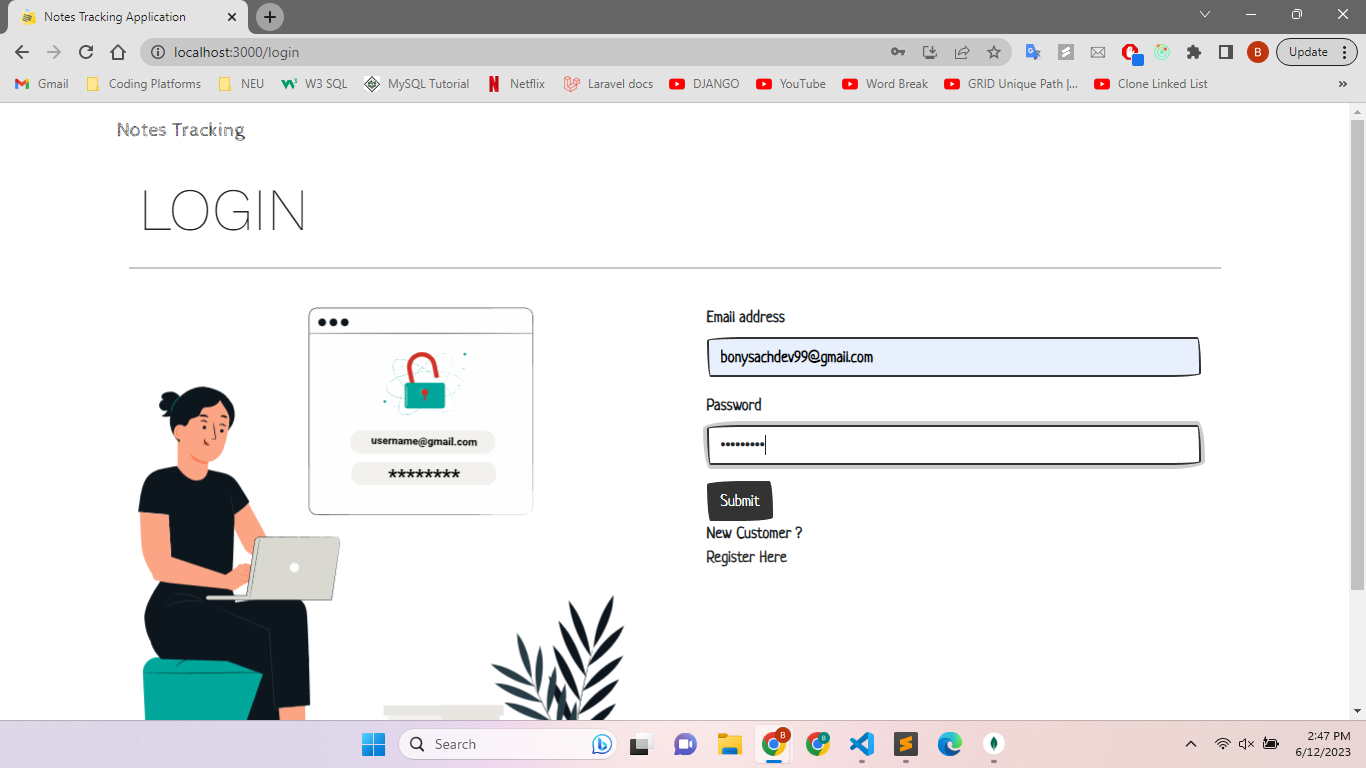 Notes Tracking Application
localhost:3000/login
B
Update
Gmail
Coding Platforms
NEU
W3 SQL
MySQL Tutorial
Netflix
Laravel docs
DJANGO
YouTube
Word Break
GRID Unique Path |...
Clone Linked List
»
Notes Tracking
LOGIN
username@gmail.com
********
Email address
bonysachdev99@gmail.com
Password
•••••••••
Submit
New Customer ?
Register Here
Search
B
B
2:47 PM
6/12/2023